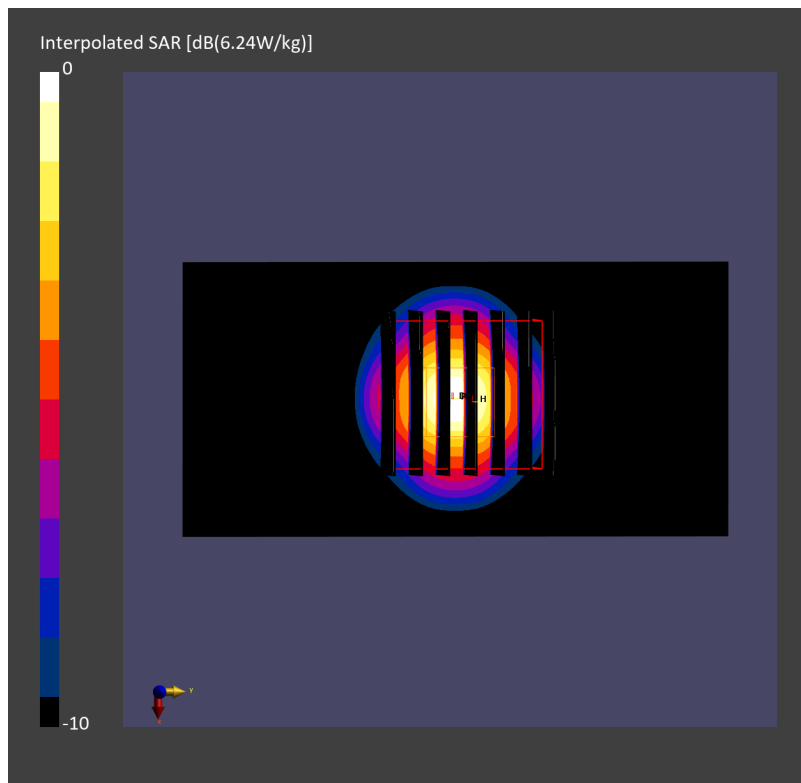 Interpolated SAR [dB(6.24W/kg)]
0
H
Y
X
-10